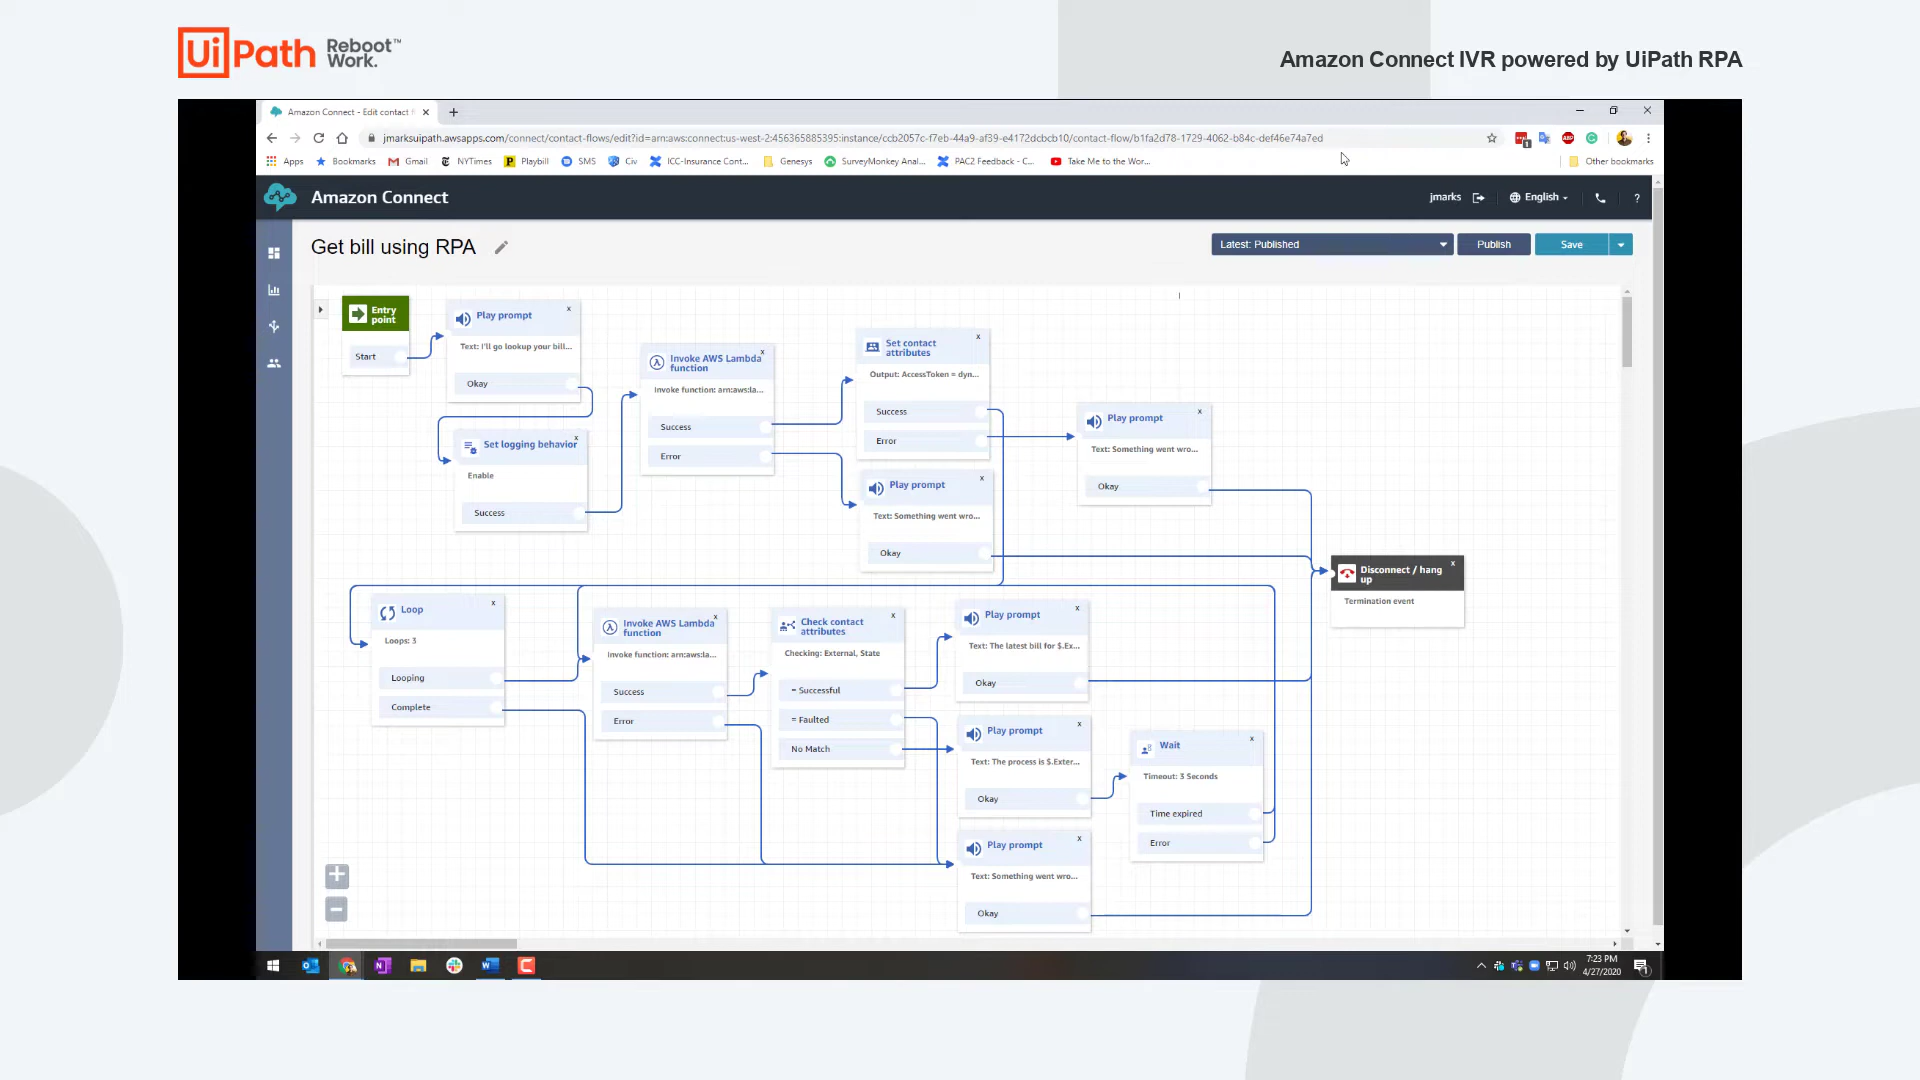 UiPath Reboot Work.™
Amazon Connect IVR powered by UiPath RPA
Amazon Connect - Edit contact f
jmarksuipath.awsapps.com/connect/contact-flows/edit?id=arn:aws:connect:us-west-2:456365885395:instance/ccb2057c-f7eb-44a9-af39-e4172dcbcb10/contact-flow/b1fa2d78-1729-4062-b84c-def46e74a7ed
Apps Bookmarks Gmail NYTimes Playbill SMS Civ ICC-Insurance Cont... Genesys SurveyMonkey Anal... PAC2 Feedback - C... Take Me to the Wor... Other bookmarks
Amazon Connect
jmarks English ?
Get bill using RPA
Latest: Published Publish Save
Entry point
Start
Play prompt
Text: I'll go lookup your bill...
Okay
Set logging behavior
Enable
Success
Invoke AWS Lambda function
Invoke function: arn:aws:la...
Success
Error
Set contact attributes
Output: AccessToken = dyn...
Success
Error
Play prompt
Text: Something went wro...
Okay
Play prompt
Text: Something went wro...
Okay
Disconnect / hang up
Termination event
Loop
Loops: 3
Looping
Complete
Invoke AWS Lambda function
Invoke function: arn:aws:la...
Success
Error
Check contact attributes
Checking: External, State
= Successful
= Faulted
No Match
Play prompt
Text: The latest bill for $.Ex...
Okay
Play prompt
Text: The process is $.Exter...
Okay
Wait
Timeout: 3 Seconds
Time expired
Error
Play prompt
Text: Something went wro...
Okay
7:23 PM
4/27/2020